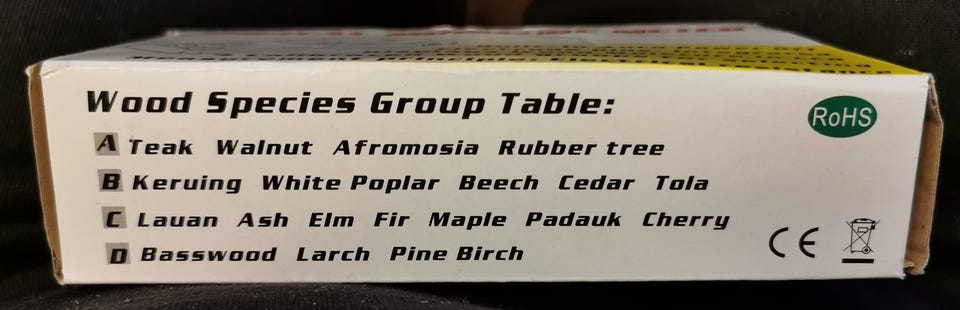 Wood Species Group Table:
RoHS
A Teak Walnut Afromosia Rubber tree
B Keruing White Poplar Beech Cedar Tola
C Lauan Ash Elm Fir Maple Padauk Cherry
D Basswood Larch Pine Birch
CE